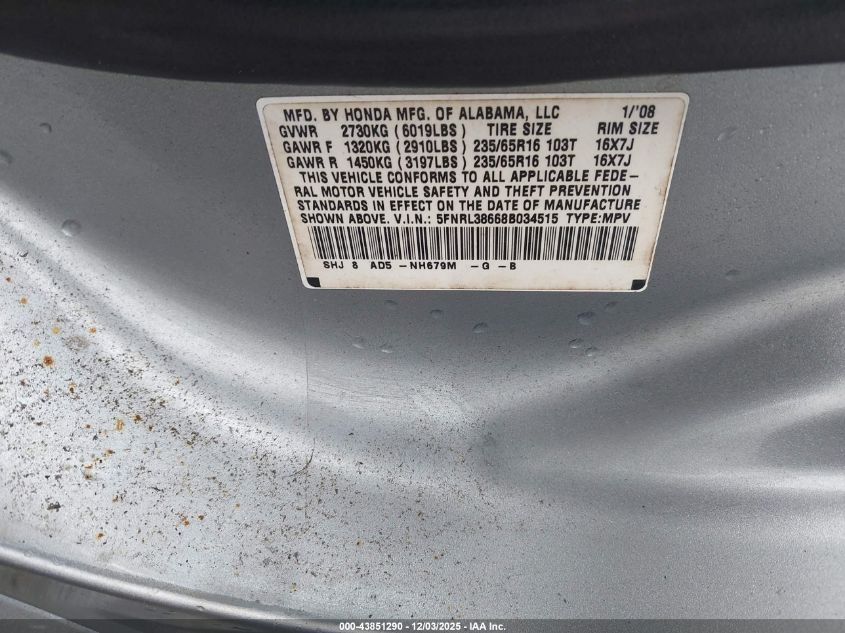 MFD. BY HONDA MFG. OF ALABAMA, LLC 1/'08
GVWR 2730KG (6019LBS) TIRE SIZE RIM SIZE
GAWR F 1320KG (2910LBS) 235/65R16 103T 16X7J
GAWR R 1450KG (3197LBS) 235/65R16 103T 16X7J
THIS VEHICLE CONFORMS TO ALL APPLICABLE FEDE-
RAL MOTOR VEHICLE SAFETY AND THEFT PREVENTION
STANDARDS IN EFFECT ON THE DATE OF MANUFACTURE
SHOWN ABOVE. V.I.N.: 5FNRL38668B034515 TYPE:MPV
SHJ 8 AD5 -NH679M -G -B
000-43851290 - 12/03/2025 - IAA Inc.